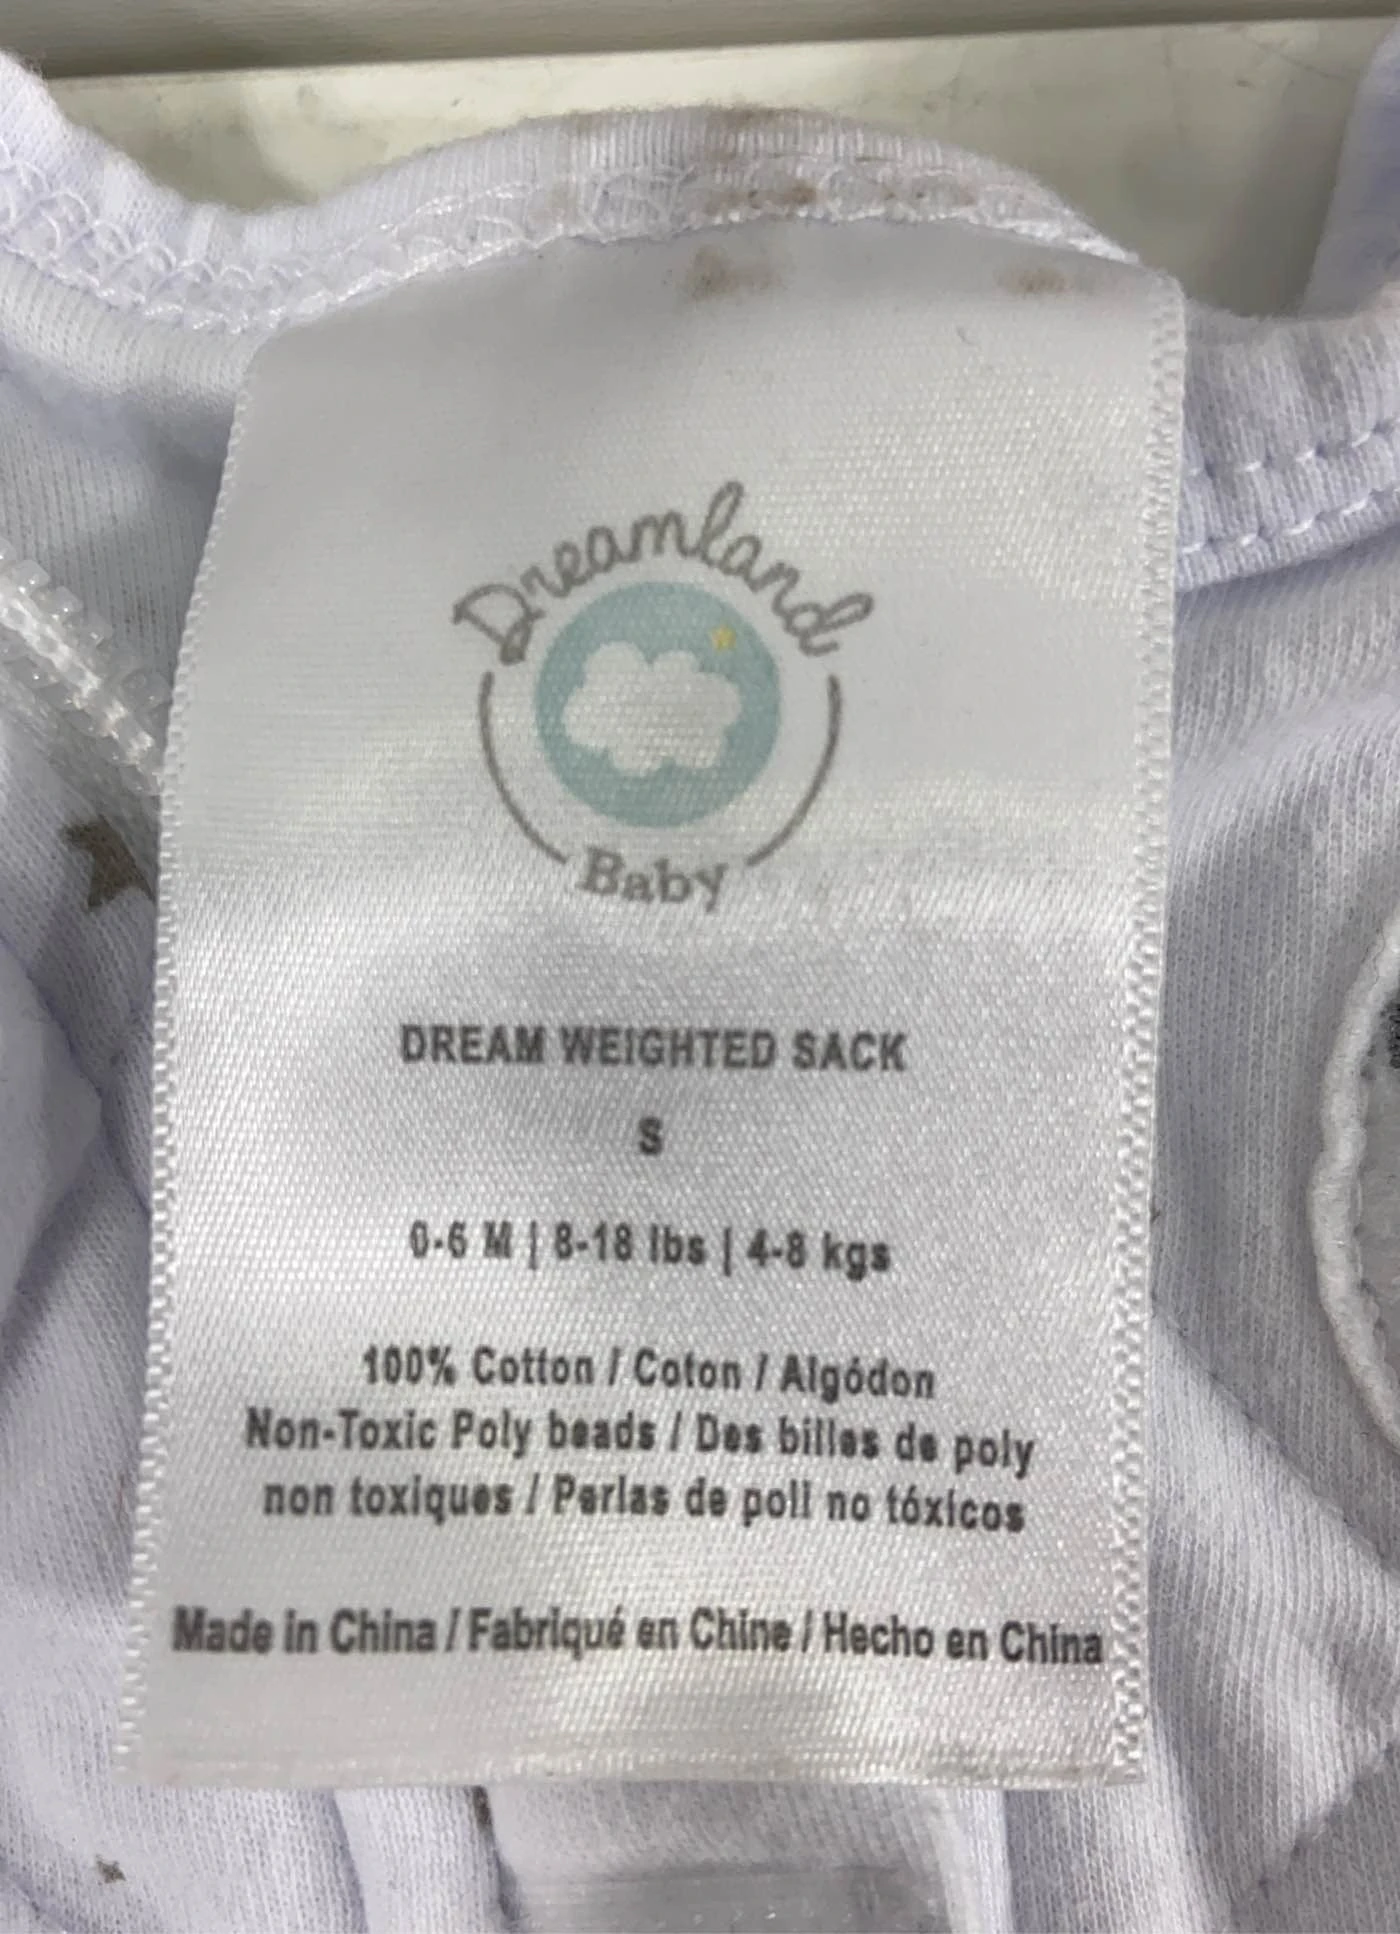 Dreamland
Baby
DREAM WEIGHTED SACK
S
0-6 M | 8-18 lbs | 4-8 kgs
100% Cotton / Coton / Algódon
Non-Toxic Poly beads / Des billes de poly
non toxiques / Perlas de poli no tóxicos
Made in China / Fabriqué en Chine / Hecho en China